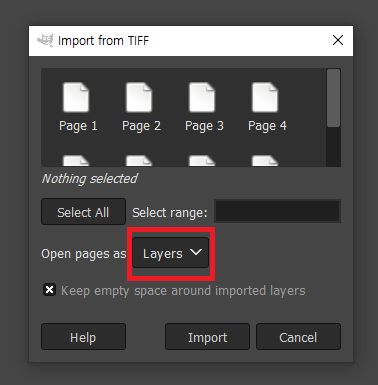 Import from TIFF
Page 1 Page 2 Page 3 Page 4
Nothing selected
Select All Select range:
Open pages as Layers
Keep empty space around imported layers
Help Import Cancel